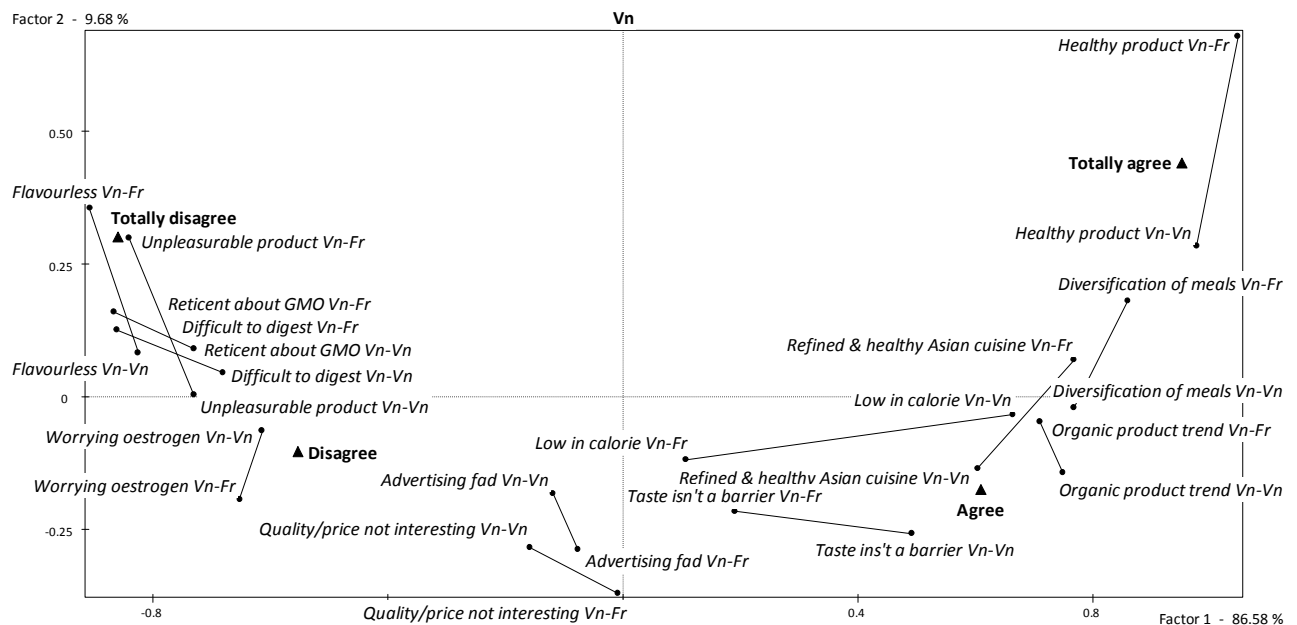 Factor 2 - 9.68 %
Vn
Healthy product Vn-Fr
0.50
Totally agree
Flavourless Vn-Fr
Totally disagree
Unpleasurable product Vn-Fr
Healthy product Vn-Vn
0.25
Diversification of meals Vn-Fr
Reticent about GMO Vn-Fr
Difficult to digest Vn-Fr
Refined & healthy Asian cuisine Vn-Fr
Reticent about GMO Vn-Vn
Flavourless Vn-Vn
Difficult to digest Vn-Vn
Diversification of meals Vn-Vn
0
Low in calorie Vn-Vn
Unpleasurable product Vn-Vn
Organic product trend Vn-Fr
Worrying oestrogen Vn-Vn
Low in calorie Vn-Fr
Disagree
Advertising fad Vn-Vn
Refined & healthy Asian cuisine Vn-Vn
Worrying oestrogen Vn-Fr
Organic product trend Vn-Vn
Taste isn't a barrier Vn-Fr
Agree
Quality/price not interesting Vn-Vn
-0.25
Taste ins't a barrier Vn-Vn
Advertising fad Vn-Fr
Quality/price not interesting Vn-Fr
-0.8
0.4
0.8
Factor 1 - 86.58 %